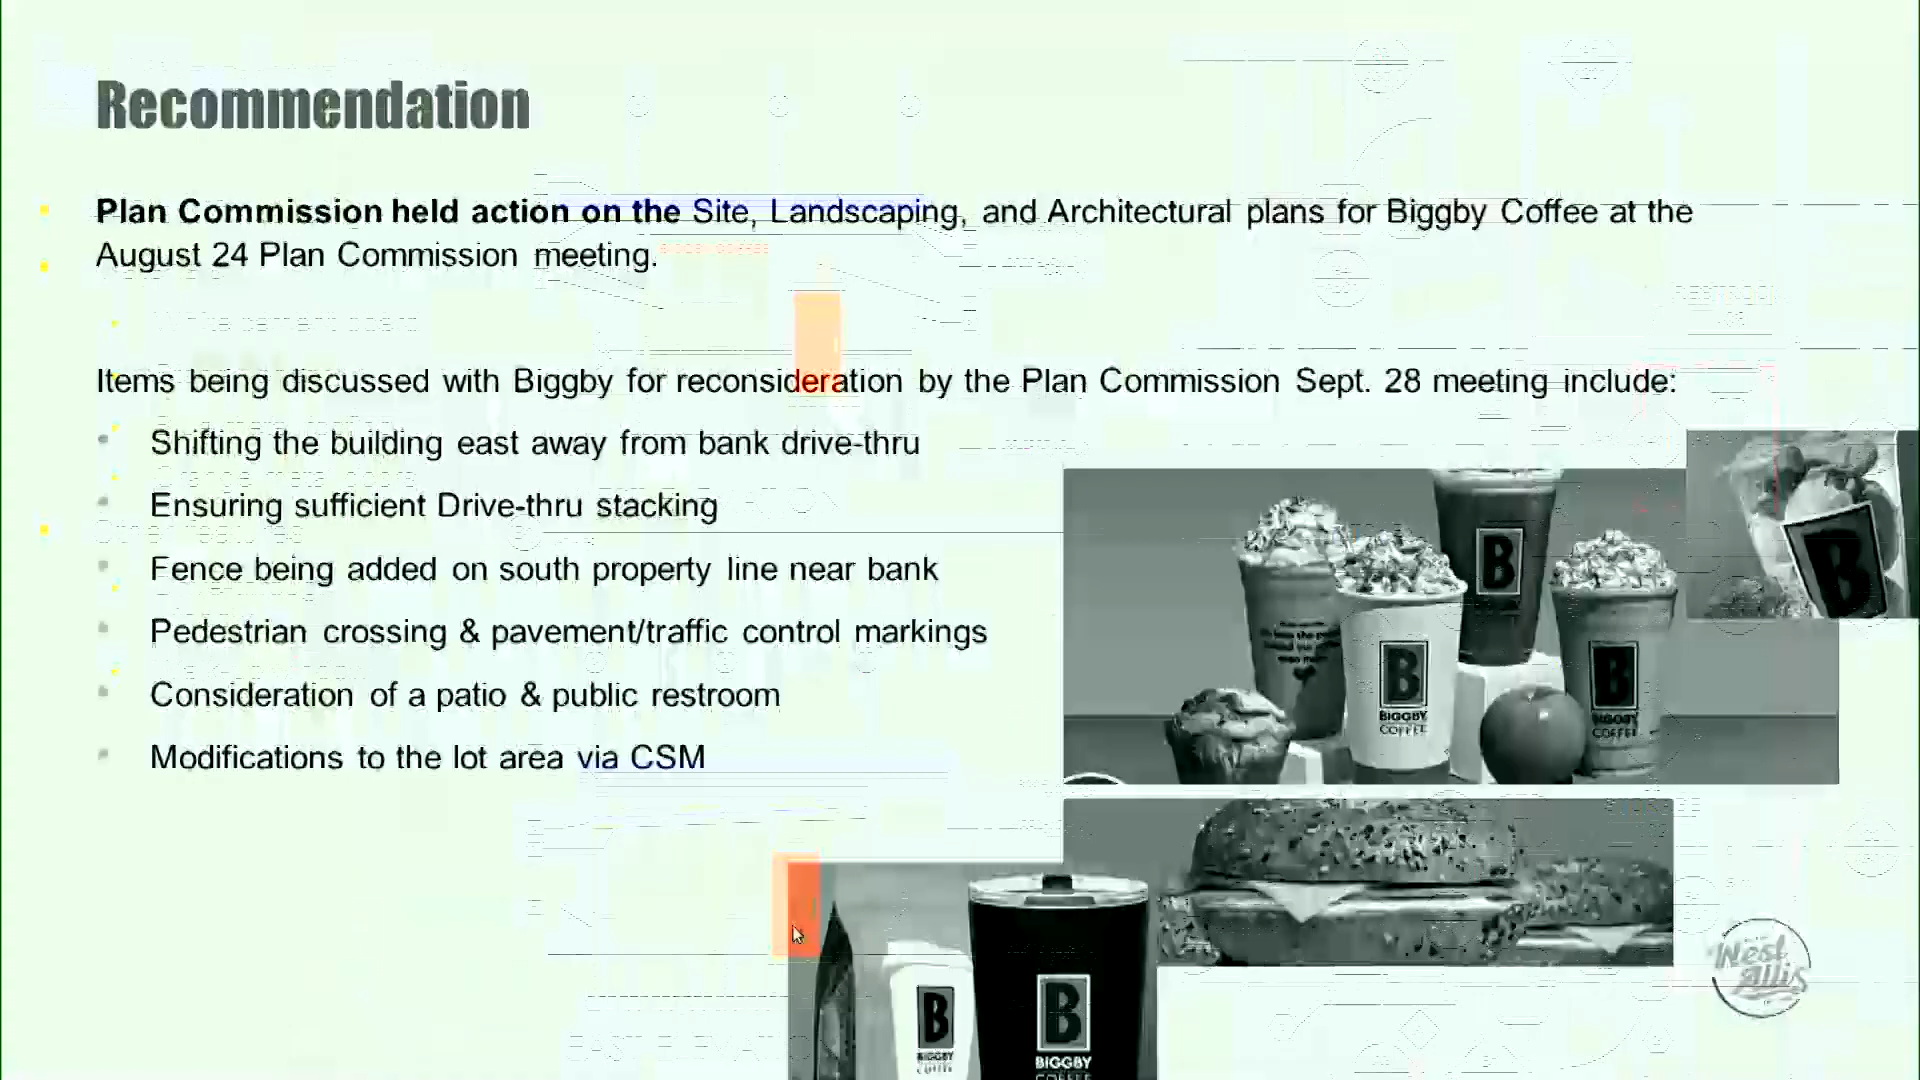 Recommendation
Plan Commission held action on the Site, Landscaping, and Architectural plans for Biggby Coffee at the
August 24 Plan Commission meeting.
Items being discussed with Biggby for reconsideration by the Plan Commission Sept. 28 meeting include:
Shifting the building east away from bank drive-thru
Ensuring sufficient Drive-thru stacking
Fence being added on south property line near bank
Pedestrian crossing & pavement/traffic control markings
Consideration of a patio & public restroom
Modifications to the lot area via CSM
B
B
B
BIGGBY
COFFEE
B
BIGGBY
COFFEE
B
BIGGBY
B
BIGGBY
COFFEE
West
Allis